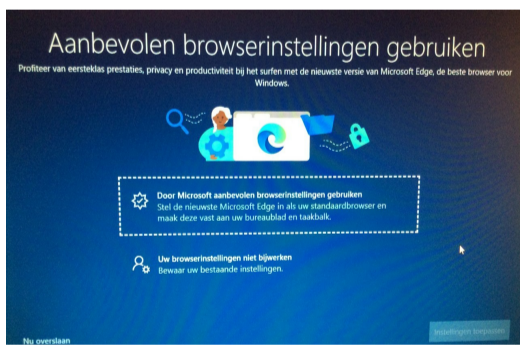 Aanbevolen browserinstellingen gebruiken
Profiteer van eersteklas prestaties, privacy en productiviteit bij het surfen met de nieuwste versie van Microsoft Edge, de beste browser voor
Windows.
Door Microsoft aanbevolen browserinstellingen gebruiken
Stel de nieuwste Microsoft Edge in als uw standaardbrowser en
maak deze vast aan uw bureaublad en taakbalk.
Uw browserinstellingen niet bijwerken
Bewaar uw bestaande instellingen.
Instellingen toepassen
Nu overslaan